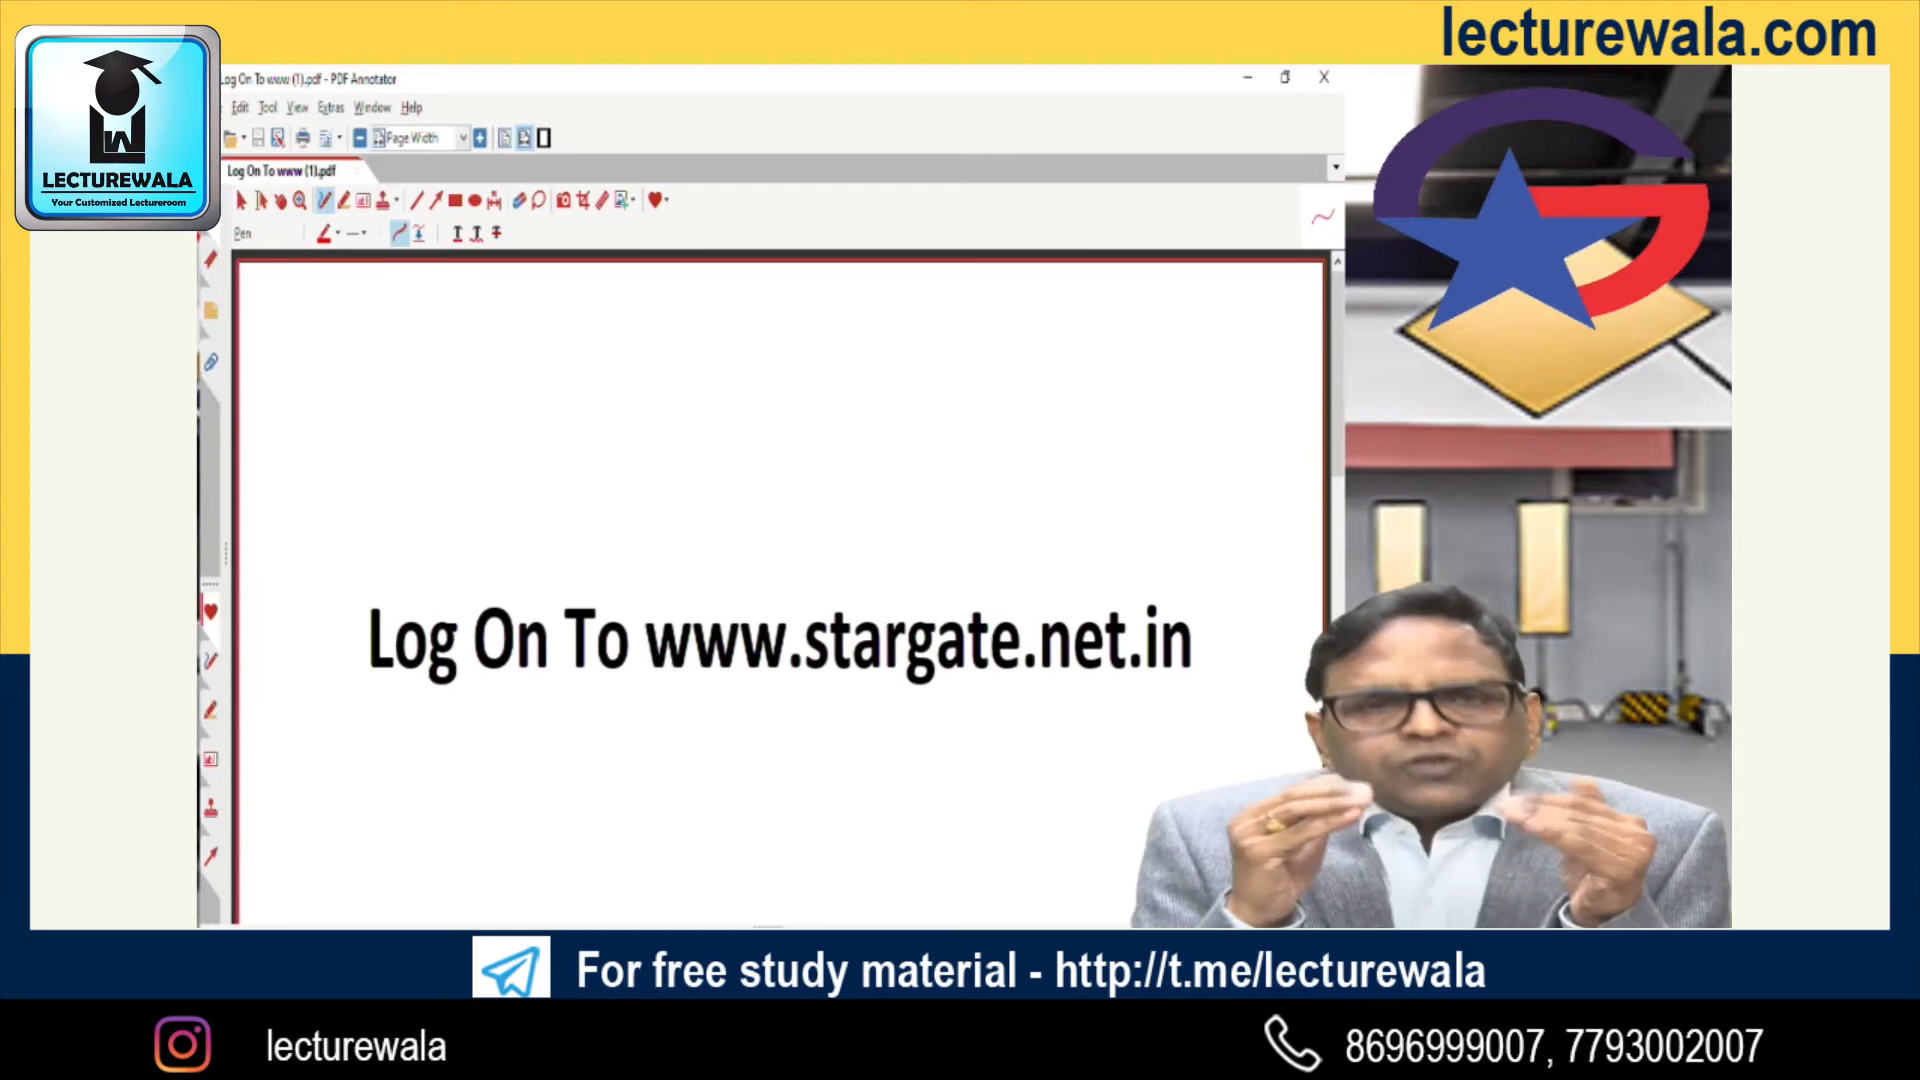 lecturewala.com
LW
LECTUREWALA
Your Customized Lectureroom
Log On To www (1).pdf - PDF Annotator
Edit Tool View Extras Window Help
Page Width
Log On To www (1).pdf
Pen
Log On To www.stargate.net.in
For free study material - http://t.me/lecturewala
lecturewala
8696999007, 7793002007